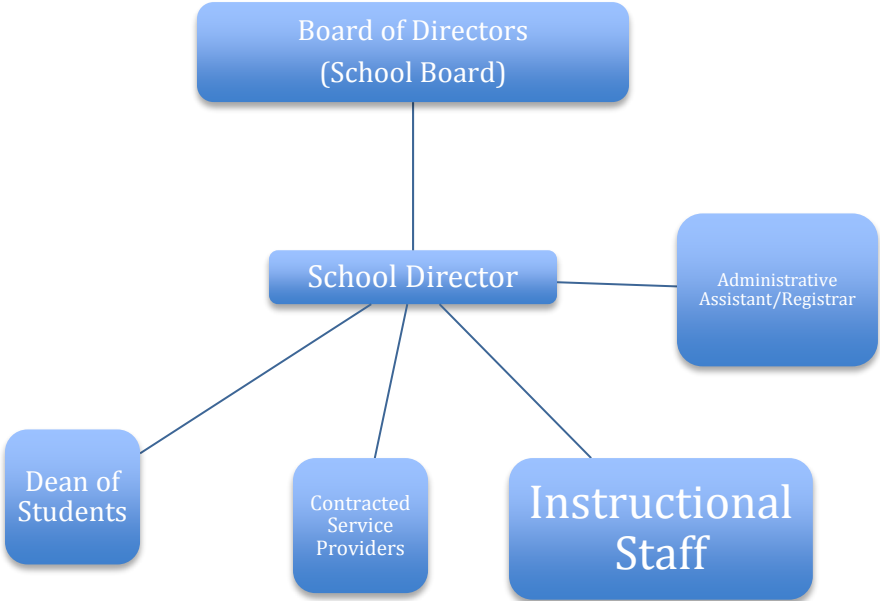 Board of Directors
(School Board)
School Director
Administrative
Assistant/Registrar
Dean of
Students
Contracted
Service
Providers
Instructional
Staff